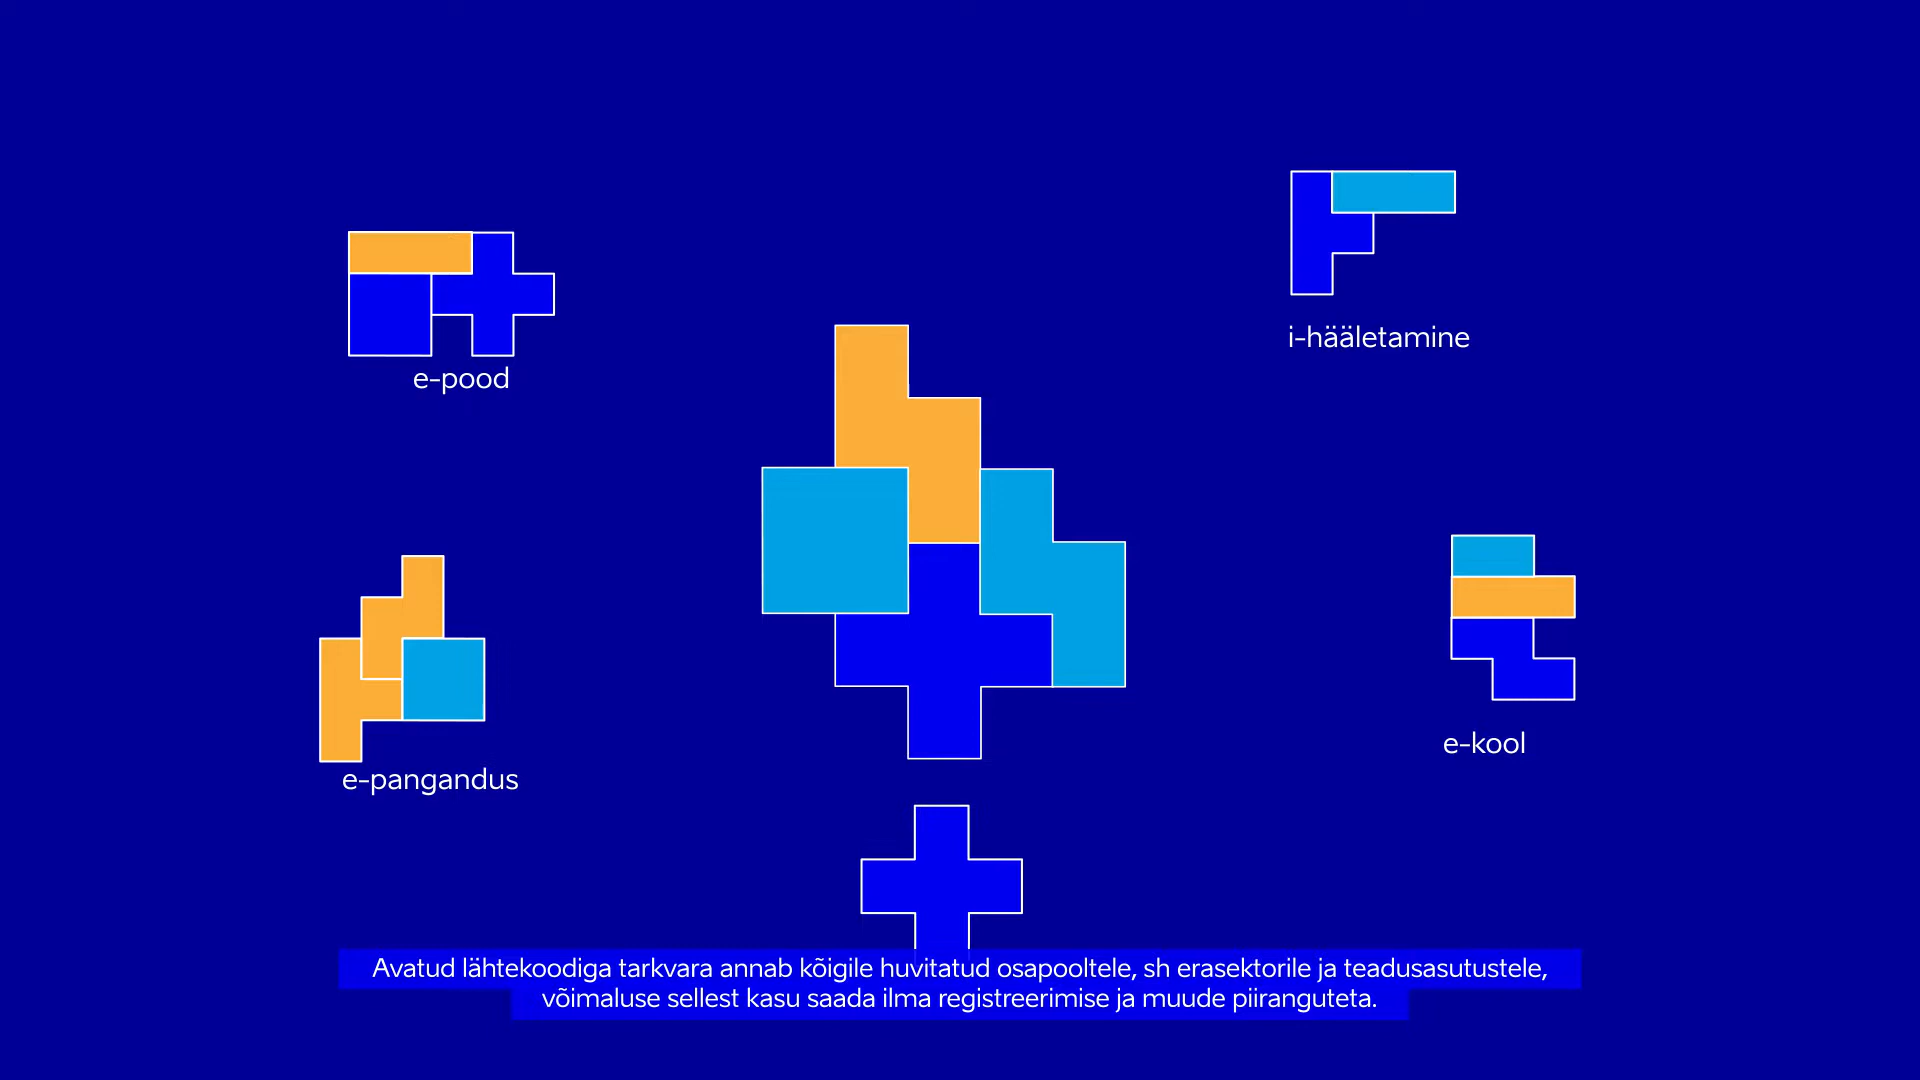 i-hääletamine
e-pood
e-kool
e-pangandus
Avatud lähtekoodiga tarkvara annab kõigile huvitatud osapooltele, sh erasektorile ja teadusasutustele,
võimaluse sellest kasu saada ilma registreerimise ja muude piiranguteta.